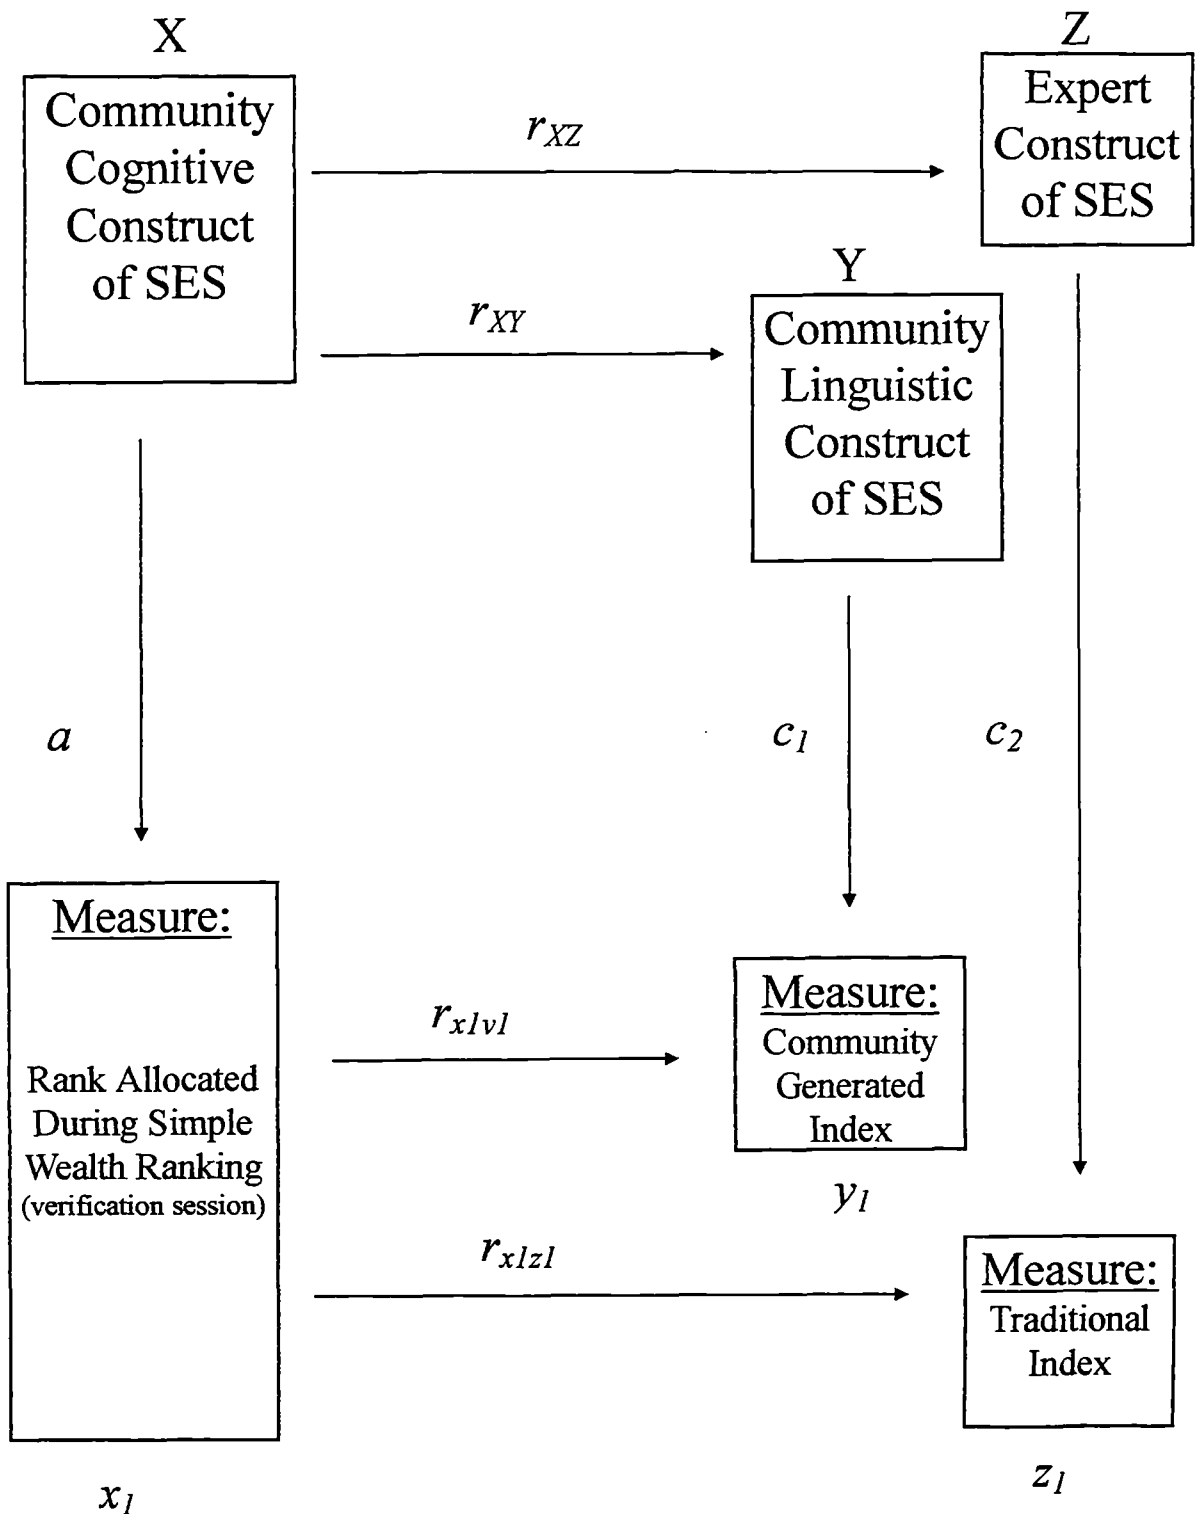 X
Community
Cognitive
Construct
of SES
Z
Expert
Construct
of SES
r_XZ
Y
Community
Linguistic
Construct
of SES
r_XY
a
c_1
c_2
Measure:
Rank Allocated
During Simple
Wealth Ranking
(verification session)
x_1
r_x1v1
Measure:
Community
Generated
Index
y_1
r_x1z1
Measure:
Traditional
Index
z_1